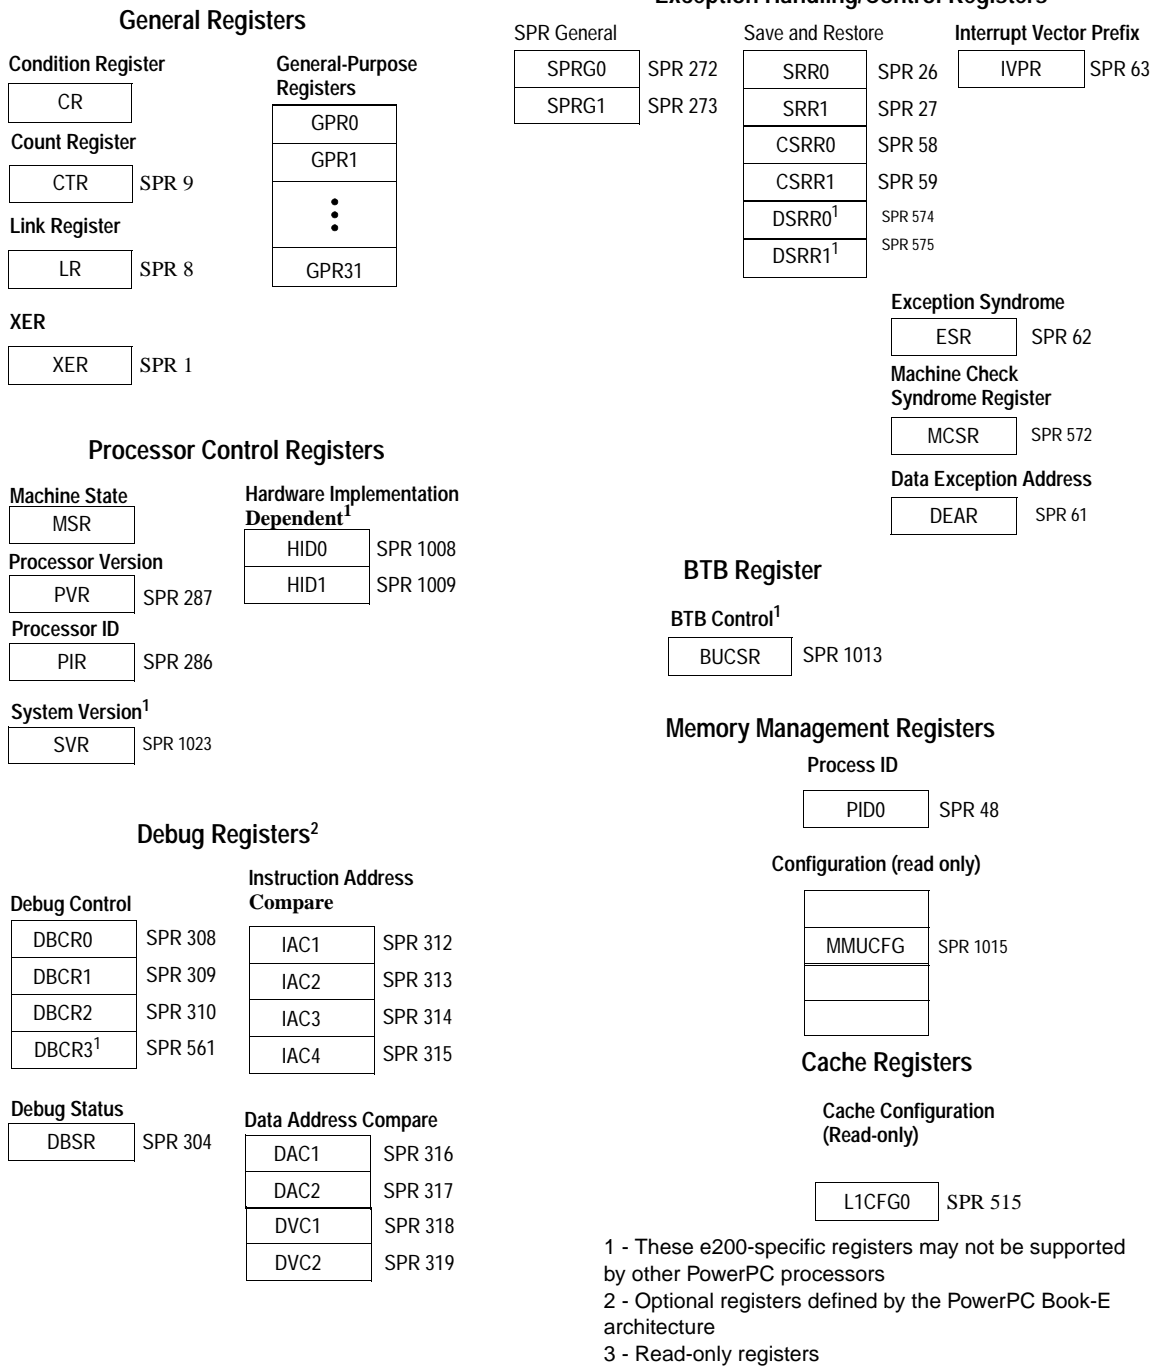 General Registers
Condition Register
CR
Count Register
CTR SPR 9
Link Register
LR SPR 8
XER
XER SPR 1
General-Purpose
Registers
GPR0
GPR1
GPR31
Exception Handling/Control Registers
SPR General
SPRG0 SPR 272
SPRG1 SPR 273
Save and Restore
SRR0 SPR 26
SRR1 SPR 27
CSRR0 SPR 58
CSRR1 SPR 59
DSRR0¹ SPR 574
DSRR1¹ SPR 575
Interrupt Vector Prefix
IVPR SPR 63
Exception Syndrome
ESR SPR 62
Machine Check
Syndrome Register
MCSR SPR 572
Data Exception Address
DEAR SPR 61
Processor Control Registers
Machine State
MSR
Processor Version
PVR SPR 287
Processor ID
PIR SPR 286
System Version¹
SVR SPR 1023
Hardware Implementation
Dependent¹
HID0 SPR 1008
HID1 SPR 1009
BTB Register
BTB Control¹
BUCSR SPR 1013
Memory Management Registers
Process ID
PID0 SPR 48
Configuration (read only)
MMUCFG SPR 1015
Debug Registers²
Debug Control
DBCR0 SPR 308
DBCR1 SPR 309
DBCR2 SPR 310
DBCR3¹ SPR 561
Debug Status
DBSR SPR 304
Instruction Address
Compare
IAC1 SPR 312
IAC2 SPR 313
IAC3 SPR 314
IAC4 SPR 315
Data Address Compare
DAC1 SPR 316
DAC2 SPR 317
DVC1 SPR 318
DVC2 SPR 319
Cache Registers
Cache Configuration
(Read-only)
L1CFG0 SPR 515
1 - These e200-specific registers may not be supported
by other PowerPC processors
2 - Optional registers defined by the PowerPC Book-E
architecture
3 - Read-only registers